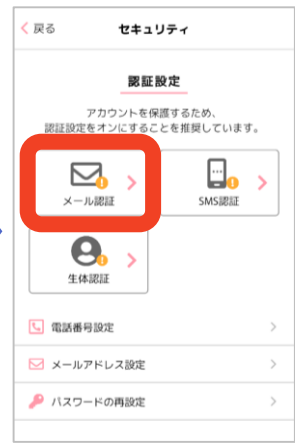 戻る
セキュリティ
認証設定
アカウントを保護するため、
認証設定をオンにすることを推奨しています。
メール認証
SMS認証
生体認証
電話番号設定
メールアドレス設定
パスワードの再設定